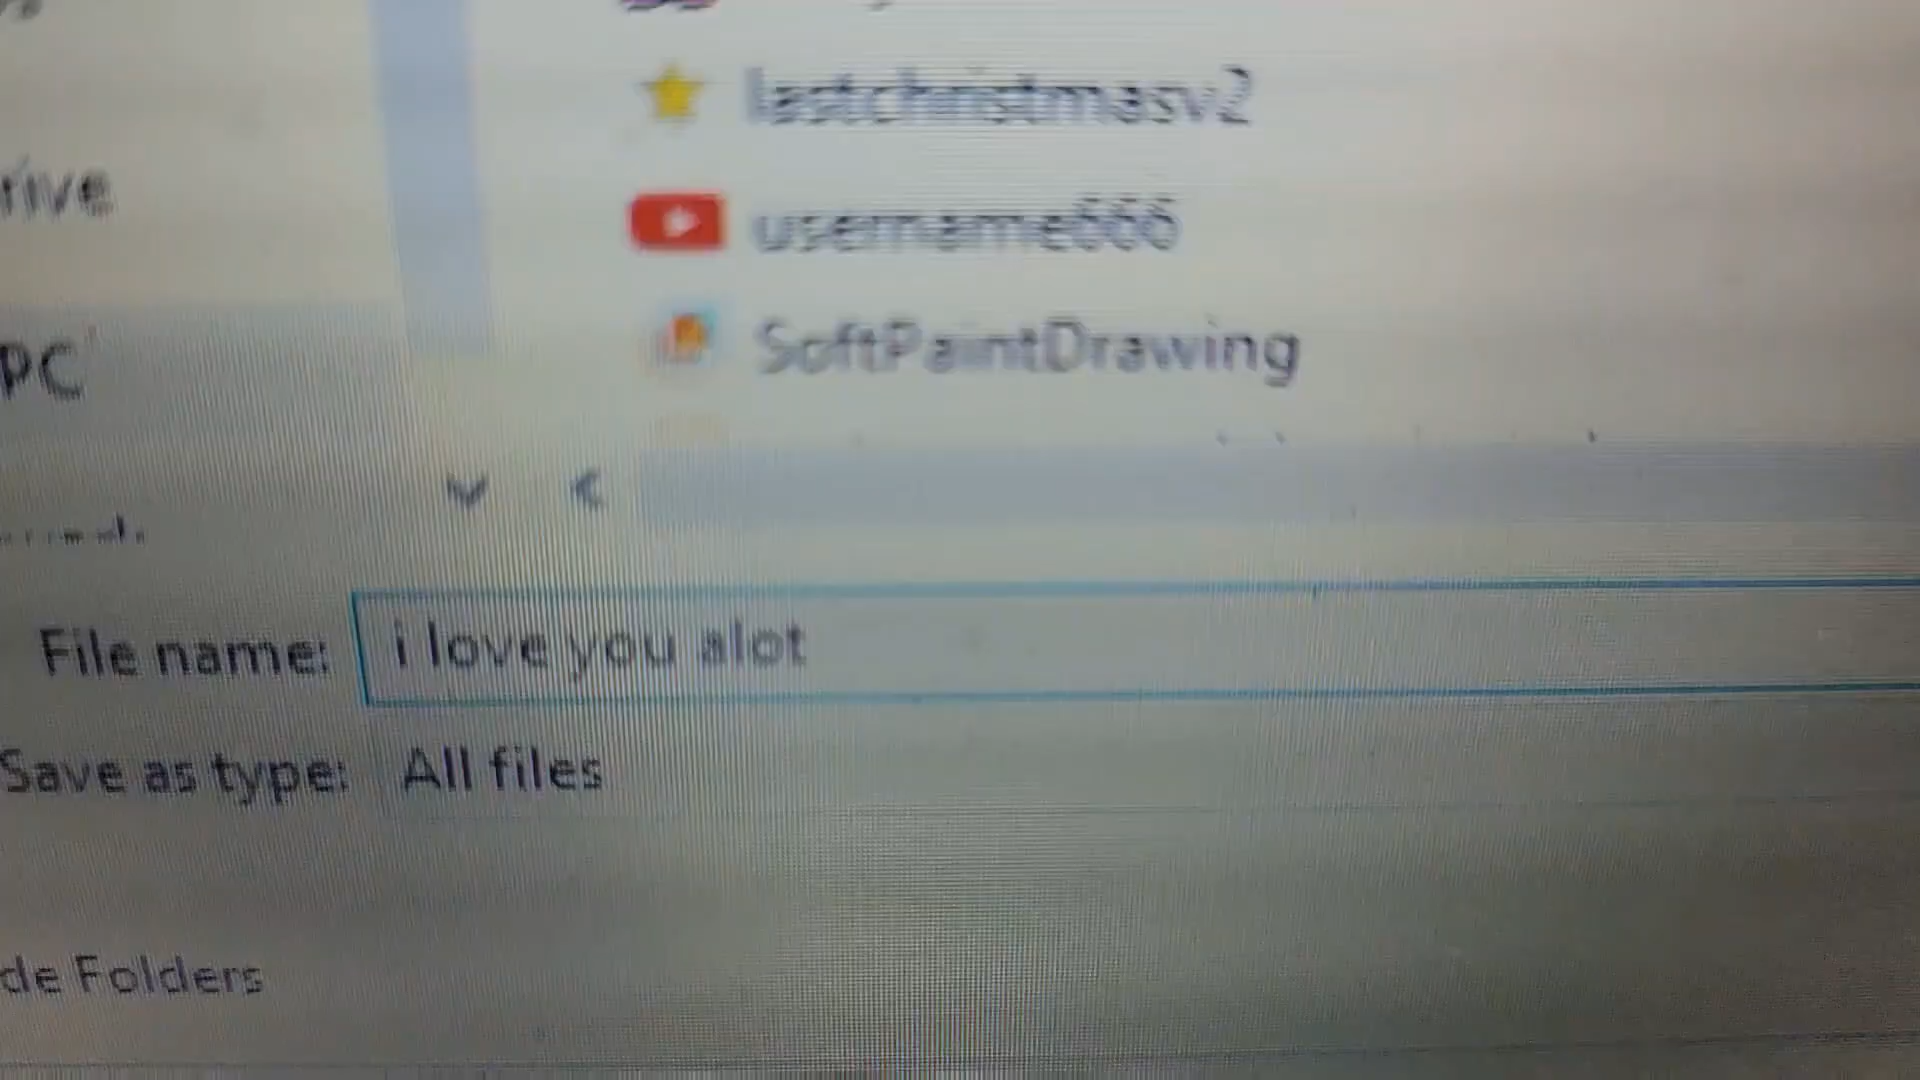 lastchristmasv2
rive
username666
SoftPaintDrawing
PC
File name: i love you alot
Save as type: All files
de Folders